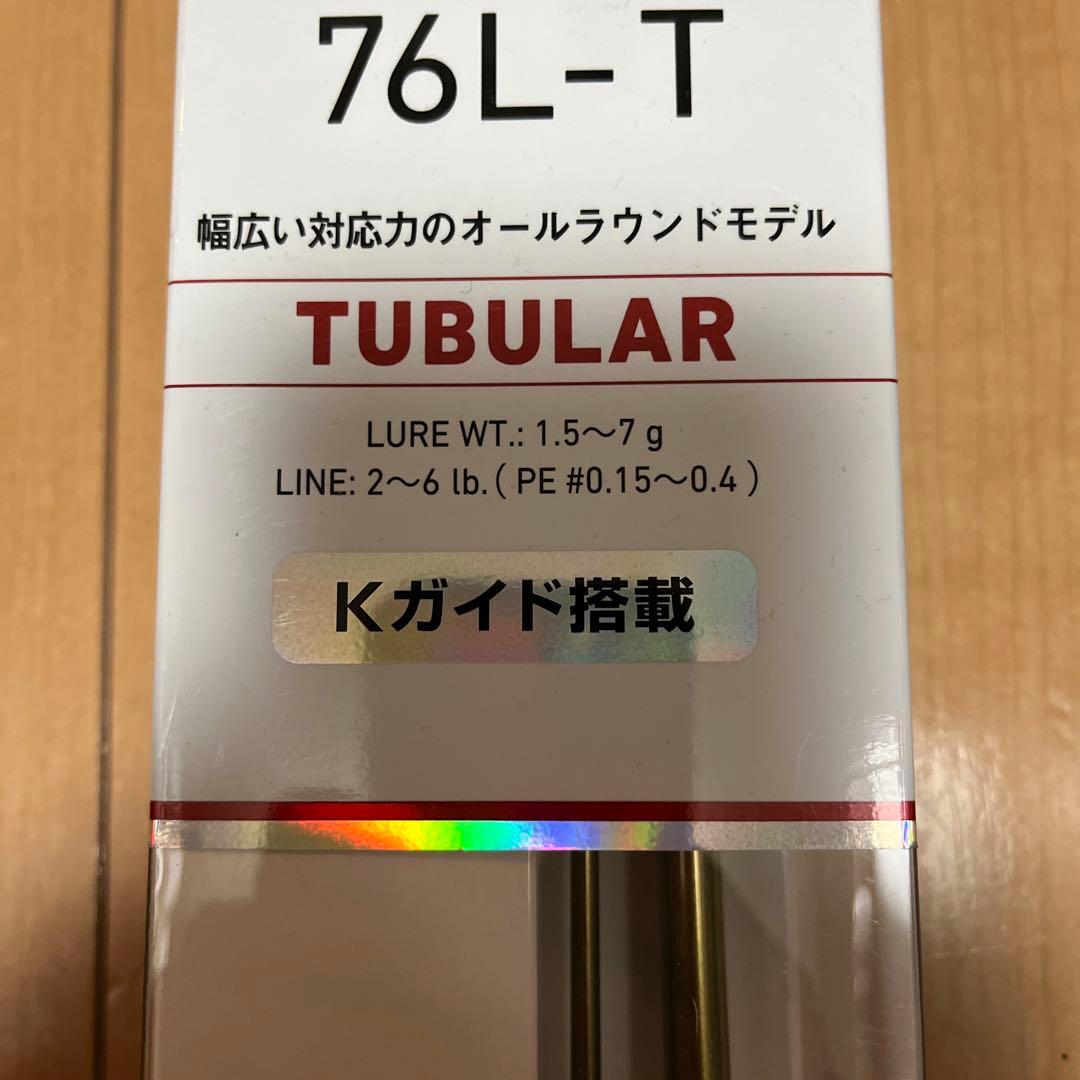 76L-T
幅広い対応力のオールラウンドモデル
TUBULAR
LURE WT.: 1.5～7 g
LINE: 2～6 lb. ( PE #0.15～0.4 )
Kガイド搭載